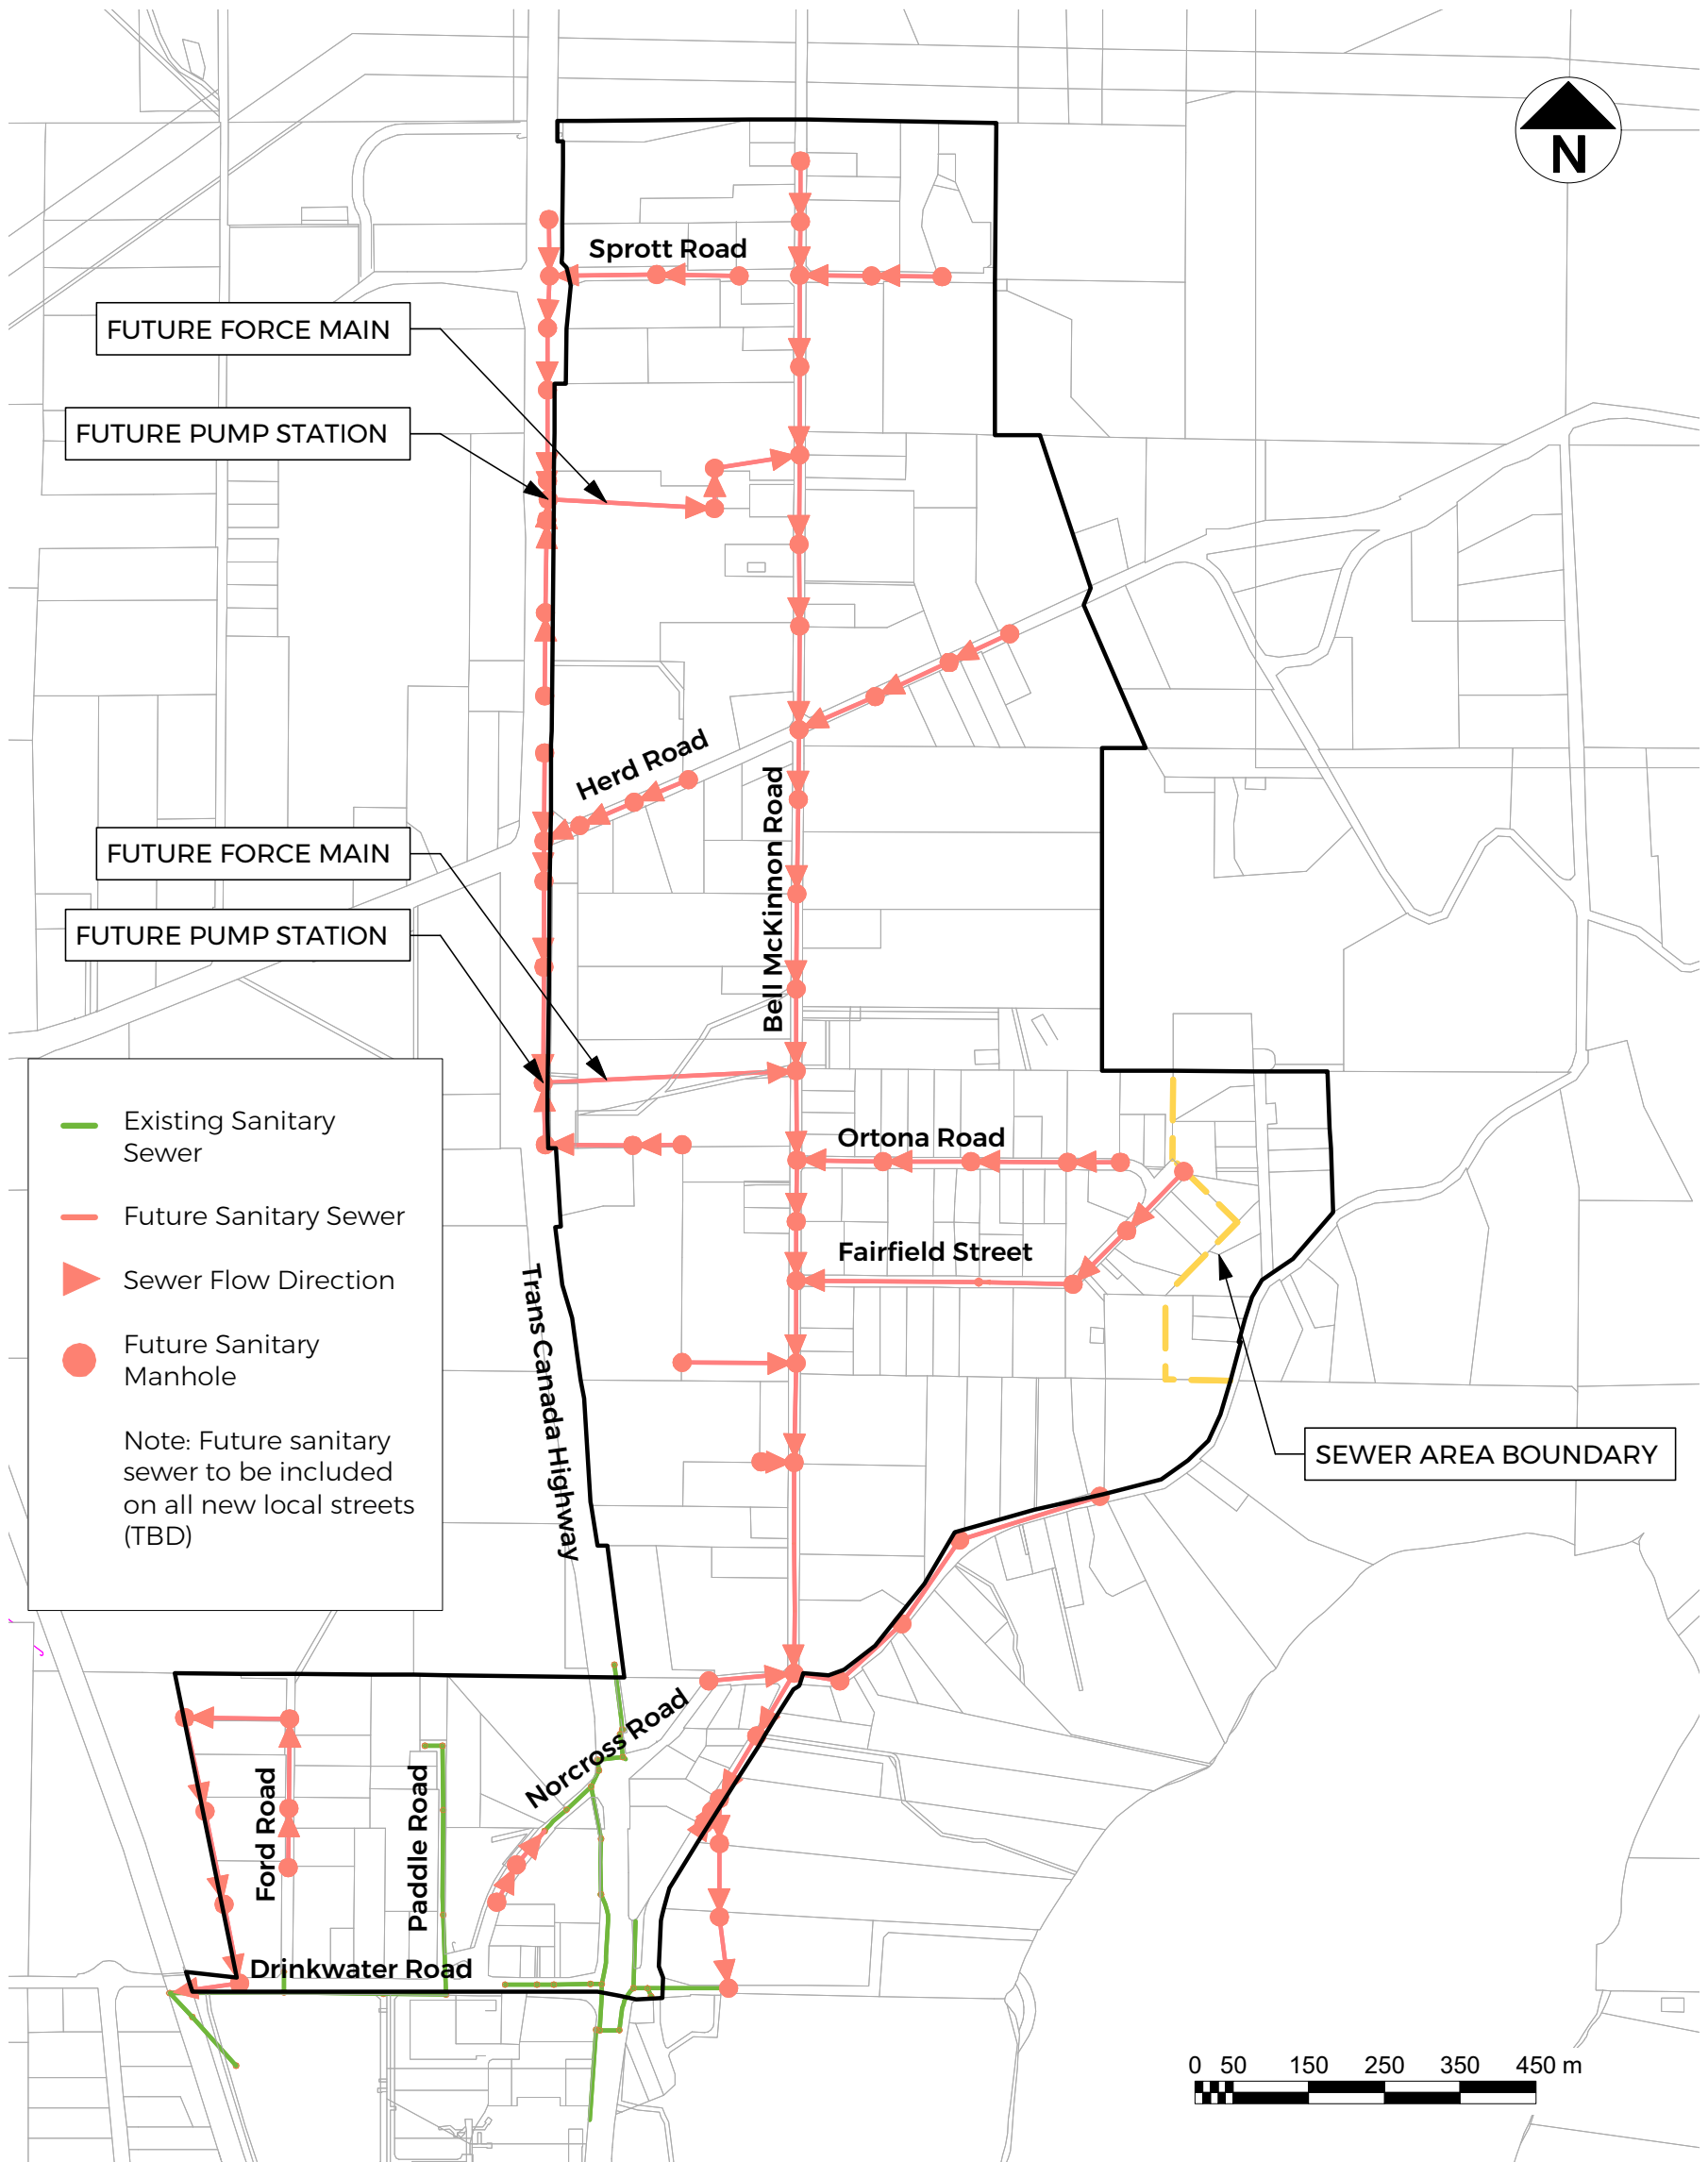 N
Sprott Road
FUTURE FORCE MAIN
FUTURE PUMP STATION
Herd Road
Bell McKinnon Road
FUTURE FORCE MAIN
FUTURE PUMP STATION
Existing Sanitary
Sewer
Future Sanitary Sewer
Sewer Flow Direction
Future Sanitary
Manhole
Note: Future sanitary
sewer to be included
on all new local streets
(TBD)
Ortona Road
Fairfield Street
Trans Canada Highway
SEWER AREA BOUNDARY
Norcross Road
Ford Road
Paddle Road
Drinkwater Road
0 50 150 250 350 450 m